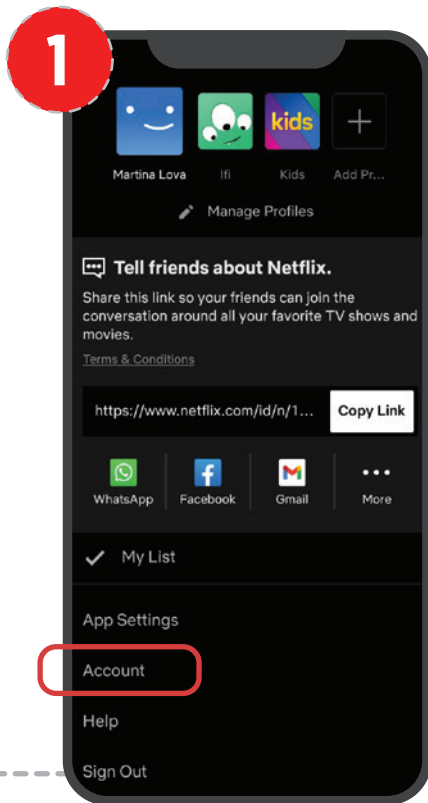 1
kids
Martina Lova
Ifi
Kids
Add Pr...
Manage Profiles
Tell friends about Netflix.
Share this link so your friends can join the
conversation around all your favorite TV shows and
movies.
Terms & Conditions
https://www.netflix.com/id/n/1...
Copy Link
WhatsApp
Facebook
Gmail
More
My List
App Settings
Account
Help
Sign Out